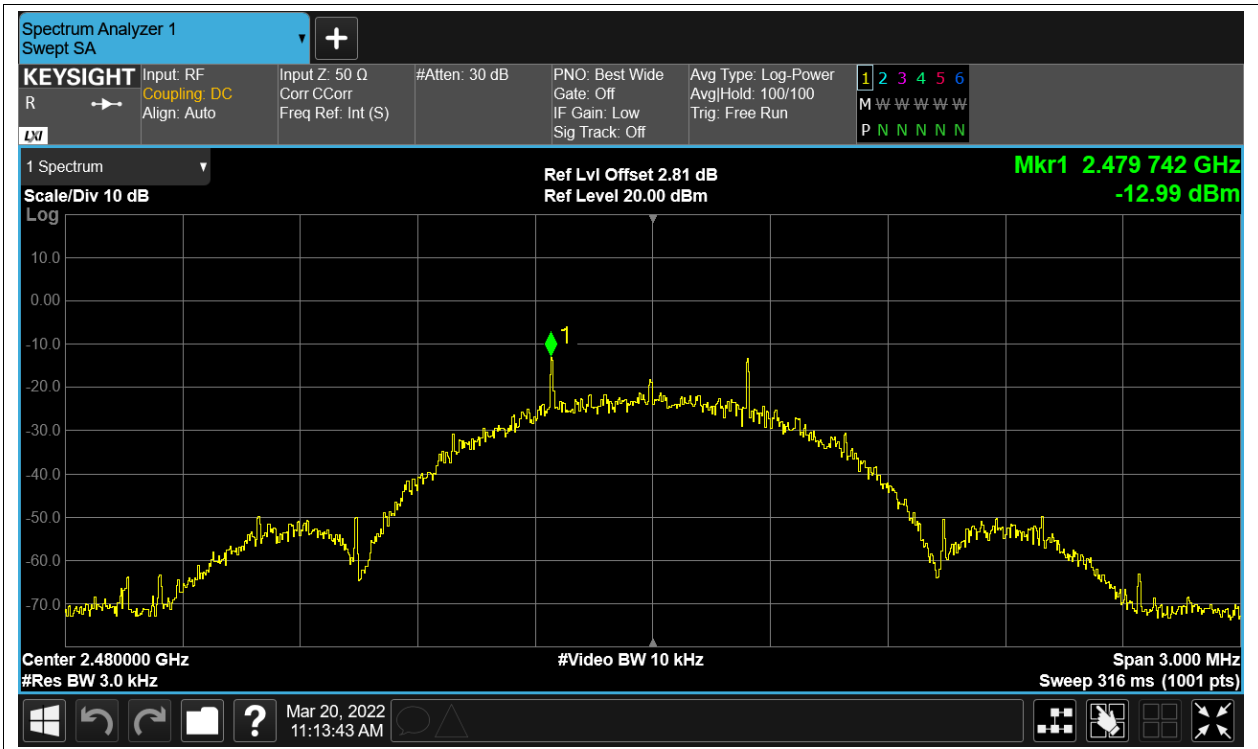 Spectrum Analyzer 1
Swept SA
+
KEYSIGHT
R
LXI
Input: RF
Coupling: DC
Align: Auto
Input Z: 50 Ω
Corr CCorr
Freq Ref: Int (S)
#Atten: 30 dB
PNO: Best Wide
Gate: Off
IF Gain: Low
Sig Track: Off
Avg Type: Log-Power
Avg|Hold: 100/100
Trig: Free Run
1 2 3 4 5 6
M W W W W W
P N N N N N
1 Spectrum
Scale/Div 10 dB
Ref Lvl Offset 2.81 dB
Ref Level 20.00 dBm
Mkr1 2.479 742 GHz
-12.99 dBm
Log
10.0
0.00
-10.0
-20.0
-30.0
-40.0
-50.0
-60.0
-70.0
1
Center 2.480000 GHz
#Res BW 3.0 kHz
#Video BW 10 kHz
Span 3.000 MHz
Sweep 316 ms (1001 pts)
?
Mar 20, 2022
11:13:43 AM